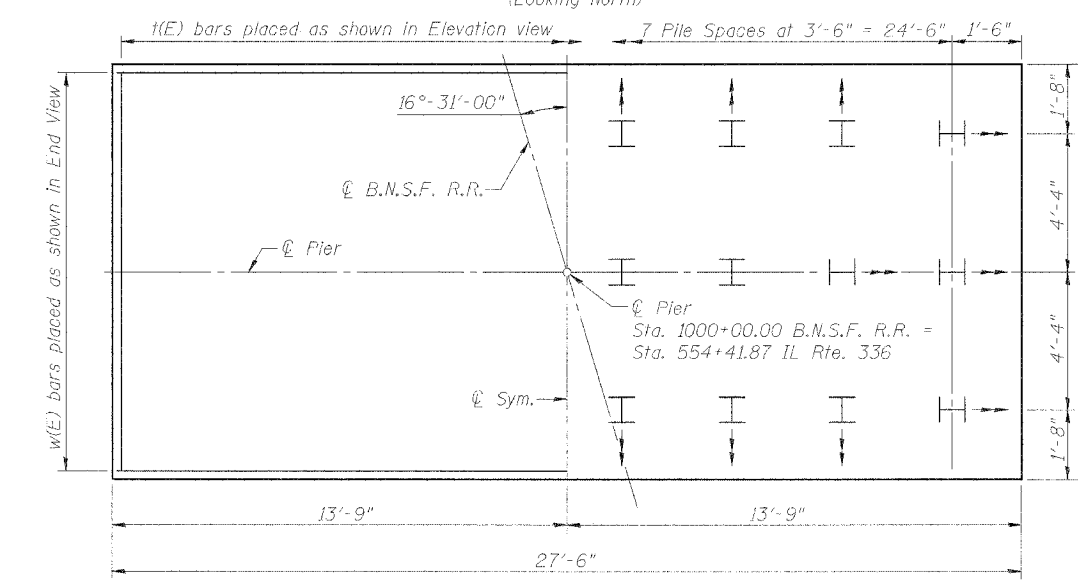 (Looking North)
t(E) bars placed as shown in Elevation view
7 Pile Spaces at 3'-6" = 24'-6"
1'-6"
16°-31'-00"
1'-8"
w(E) bars placed as shown in End View
℄ B.N.S.F. R.R.
4'-4"
℄ Pier
℄ Pier
Sta. 1000+00.00 B.N.S.F. R.R. =
Sta. 554+41.87 IL Rte. 336
4'-4"
℄ Sym.
1'-8"
13'-9"
13'-9"
27'-6"